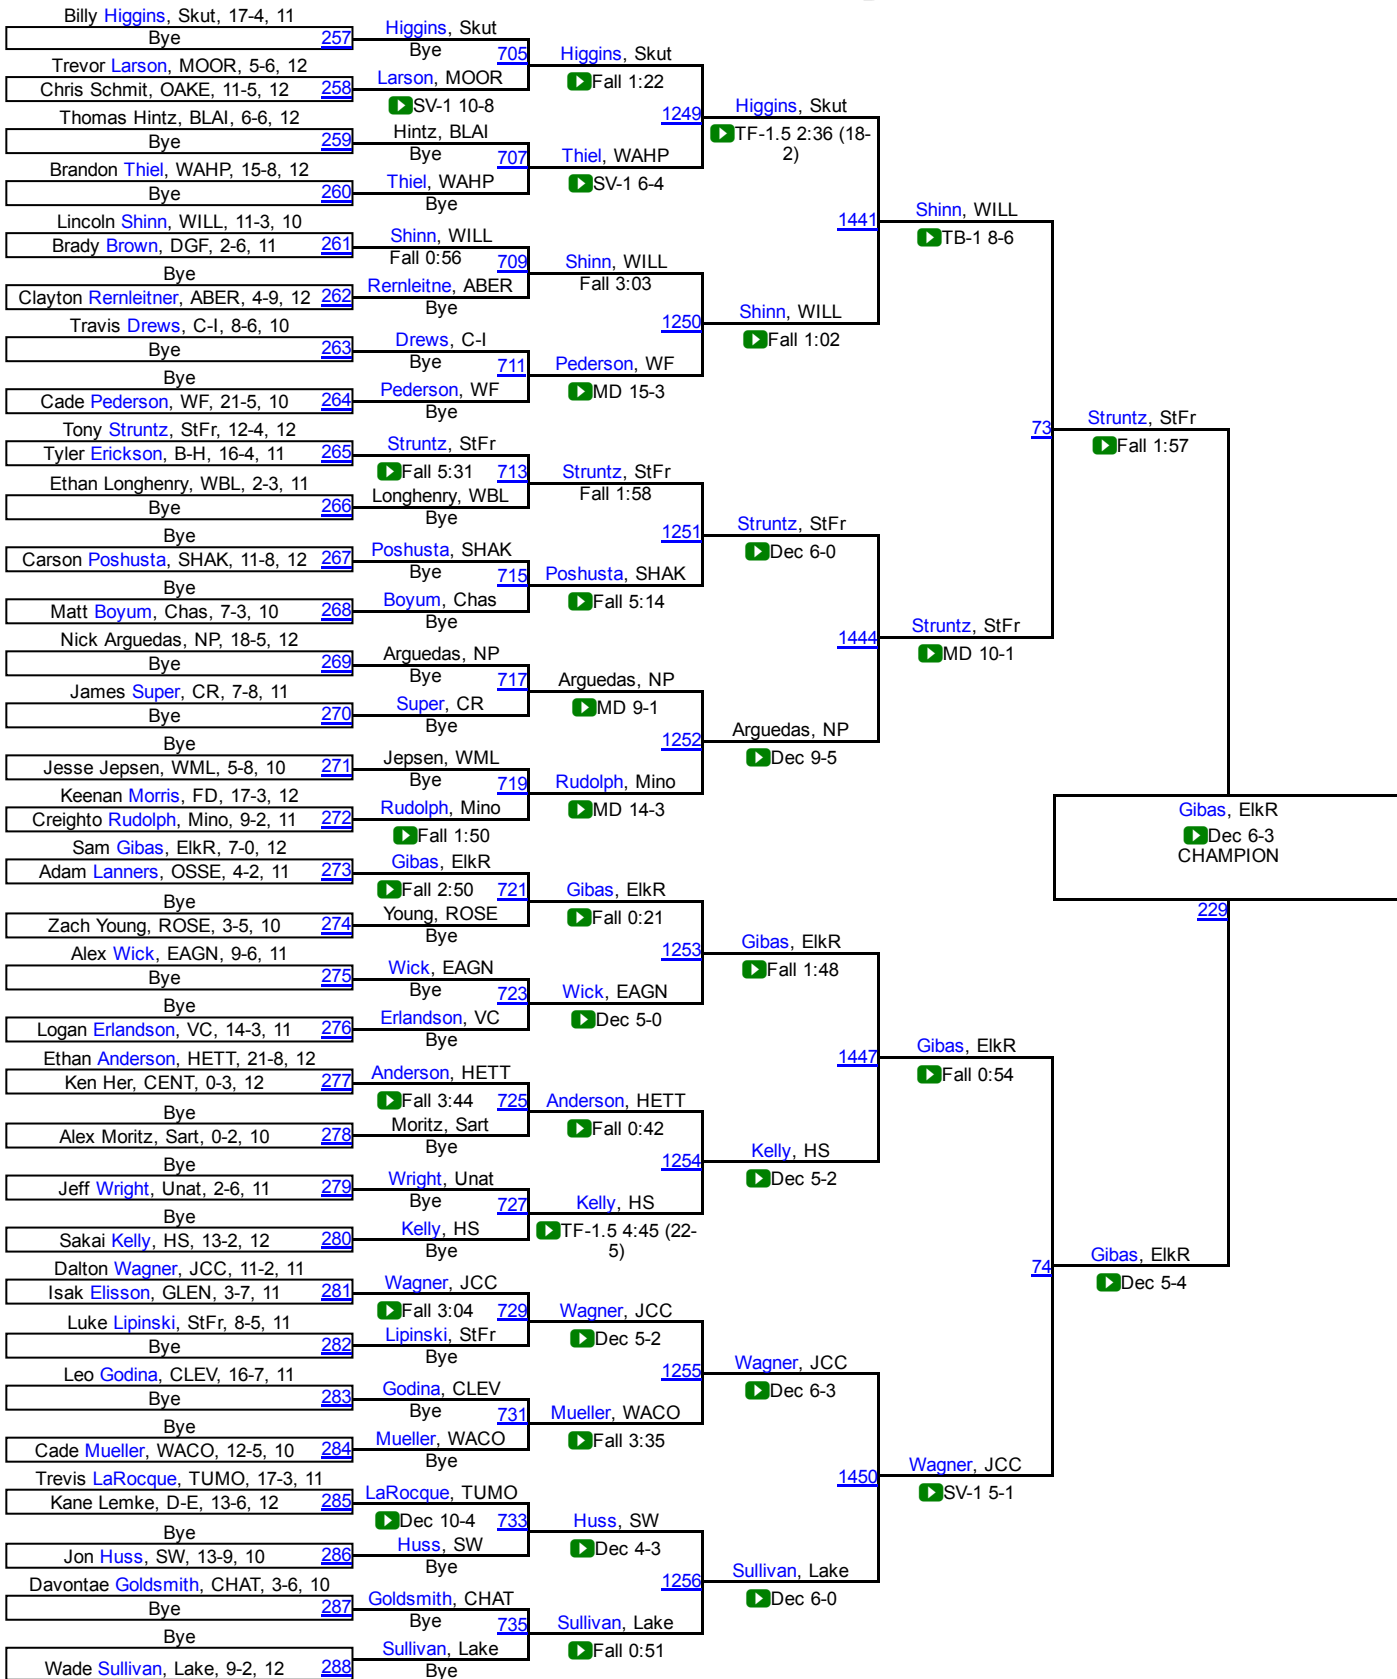 Billy Higgins, Skut, 17-4, 11
Bye 257
Trevor Larson, MOOR, 5-6, 12
Chris Schmit, OAKE, 11-5, 12 258
Thomas Hintz, BLAI, 6-6, 12
Bye 259
Brandon Thiel, WAHP, 15-8, 12
Bye 260
Lincoln Shinn, WILL, 11-3, 10
Brady Brown, DGF, 2-6, 11 261
Bye
Clayton Rernleitner, ABER, 4-9, 12 262
Travis Drews, C-I, 8-6, 10
Bye 263
Bye
Cade Pederson, WF, 21-5, 10 264
Tony Struntz, StFr, 12-4, 12
Tyler Erickson, B-H, 16-4, 11 265
Ethan Longhenry, WBL, 2-3, 11
Bye 266
Bye
Carson Poshusta, SHAK, 11-8, 12 267
Bye
Matt Boyum, Chas, 7-3, 10 268
Nick Arguedas, NP, 18-5, 12
Bye 269
James Super, CR, 7-8, 11
Bye 270
Bye
Jesse Jepsen, WML, 5-8, 10 271
Keenan Morris, FD, 17-3, 12
Creighto Rudolph, Mino, 9-2, 11 272
Sam Gibas, ElkR, 7-0, 12
Adam Lanners, OSSE, 4-2, 11 273
Bye
Zach Young, ROSE, 3-5, 10 274
Alex Wick, EAGN, 9-6, 11
Bye 275
Bye
Logan Erlandson, VC, 14-3, 11 276
Ethan Anderson, HETT, 21-8, 12
Ken Her, CENT, 0-3, 12 277
Bye
Alex Moritz, Sart, 0-2, 10 278
Bye
Jeff Wright, Unat, 2-6, 11 279
Bye
Sakai Kelly, HS, 13-2, 12 280
Dalton Wagner, JCC, 11-2, 11
Isak Elisson, GLEN, 3-7, 11 281
Luke Lipinski, StFr, 8-5, 11
Bye 282
Leo Godina, CLEV, 16-7, 11
Bye 283
Bye
Cade Mueller, WACO, 12-5, 10 284
Trevis LaRocque, TUMO, 17-3, 11
Kane Lemke, D-E, 13-6, 12 285
Bye
Jon Huss, SW, 13-9, 10 286
Davontae Goldsmith, CHAT, 3-6, 10
Bye 287
Bye
Wade Sullivan, Lake, 9-2, 12 288
Higgins, Skut
Bye 705
Larson, MOOR
SV-1 10-8
Hintz, BLAI
Bye 707
Thiel, WAHP
Bye
Shinn, WILL
Fall 0:56 709
Rernleitne, ABER
Bye
Drews, C-I
Bye 711
Pederson, WF
Bye
Struntz, StFr
Fall 5:31 713
Longhenry, WBL
Bye
Poshusta, SHAK
Bye 715
Boyum, Chas
Bye
Arguedas, NP
Bye 717
Super, CR
Bye
Jepsen, WML
Bye 719
Rudolph, Mino
Fall 1:50
Gibas, ElkR
Fall 2:50 721
Young, ROSE
Bye
Wick, EAGN
Bye 723
Erlandson, VC
Bye
Anderson, HETT
Fall 3:44 725
Moritz, Sart
Bye
Wright, Unat
Bye 727
Kelly, HS
Bye
Wagner, JCC
Fall 3:04 729
Lipinski, StFr
Bye
Godina, CLEV
Bye 731
Mueller, WACO
Bye
LaRocque, TUMO
Dec 10-4 733
Huss, SW
Bye
Goldsmith, CHAT
Bye 735
Sullivan, Lake
Bye
Higgins, Skut
Fall 1:22
1249
Thiel, WAHP
SV-1 6-4
Shinn, WILL
Fall 3:03
1250
Pederson, WF
MD 15-3
Struntz, StFr
Fall 1:58
1251
Poshusta, SHAK
Fall 5:14
Arguedas, NP
MD 9-1
1252
Rudolph, Mino
MD 14-3
Gibas, ElkR
Fall 0:21
1253
Wick, EAGN
Dec 5-0
Anderson, HETT
Fall 0:42
1254
Kelly, HS
TF-1.5 4:45 (22-
5)
Wagner, JCC
Dec 5-2
1255
Mueller, WACO
Fall 3:35
Huss, SW
Dec 4-3
1256
Sullivan, Lake
Fall 0:51
Higgins, Skut
TF-1.5 2:36 (18-
2)
1441
Shinn, WILL
Fall 1:02
Struntz, StFr
Dec 6-0
1444
Arguedas, NP
Dec 9-5
Gibas, ElkR
Fall 1:48
1447
Kelly, HS
Dec 5-2
Wagner, JCC
Dec 6-3
1450
Sullivan, Lake
Dec 6-0
Shinn, WILL
TB-1 8-6
73
Struntz, StFr
MD 10-1
Gibas, ElkR
Fall 0:54
74
Wagner, JCC
SV-1 5-1
Struntz, StFr
Fall 1:57
Gibas, ElkR
Dec 5-4
Gibas, ElkR
Dec 6-3
CHAMPION
229